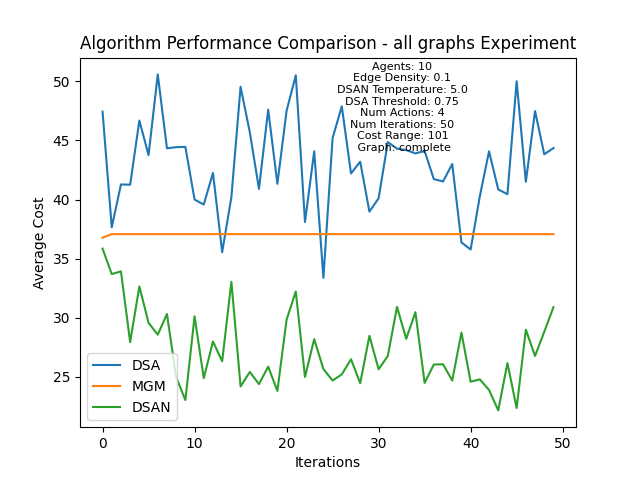 Algorithm Performance Comparison - all graphs Experiment
Agents: 10
Edge Density: 0.1
DSAN Temperature: 5.0
DSA Threshold: 0.75
Num Actions: 4
Num Iterations: 50
Cost Range: 101
Graph: complete
50
45
40
35
30
25
Average Cost
DSA
MGM
DSAN
0
10
20
30
40
50
Iterations